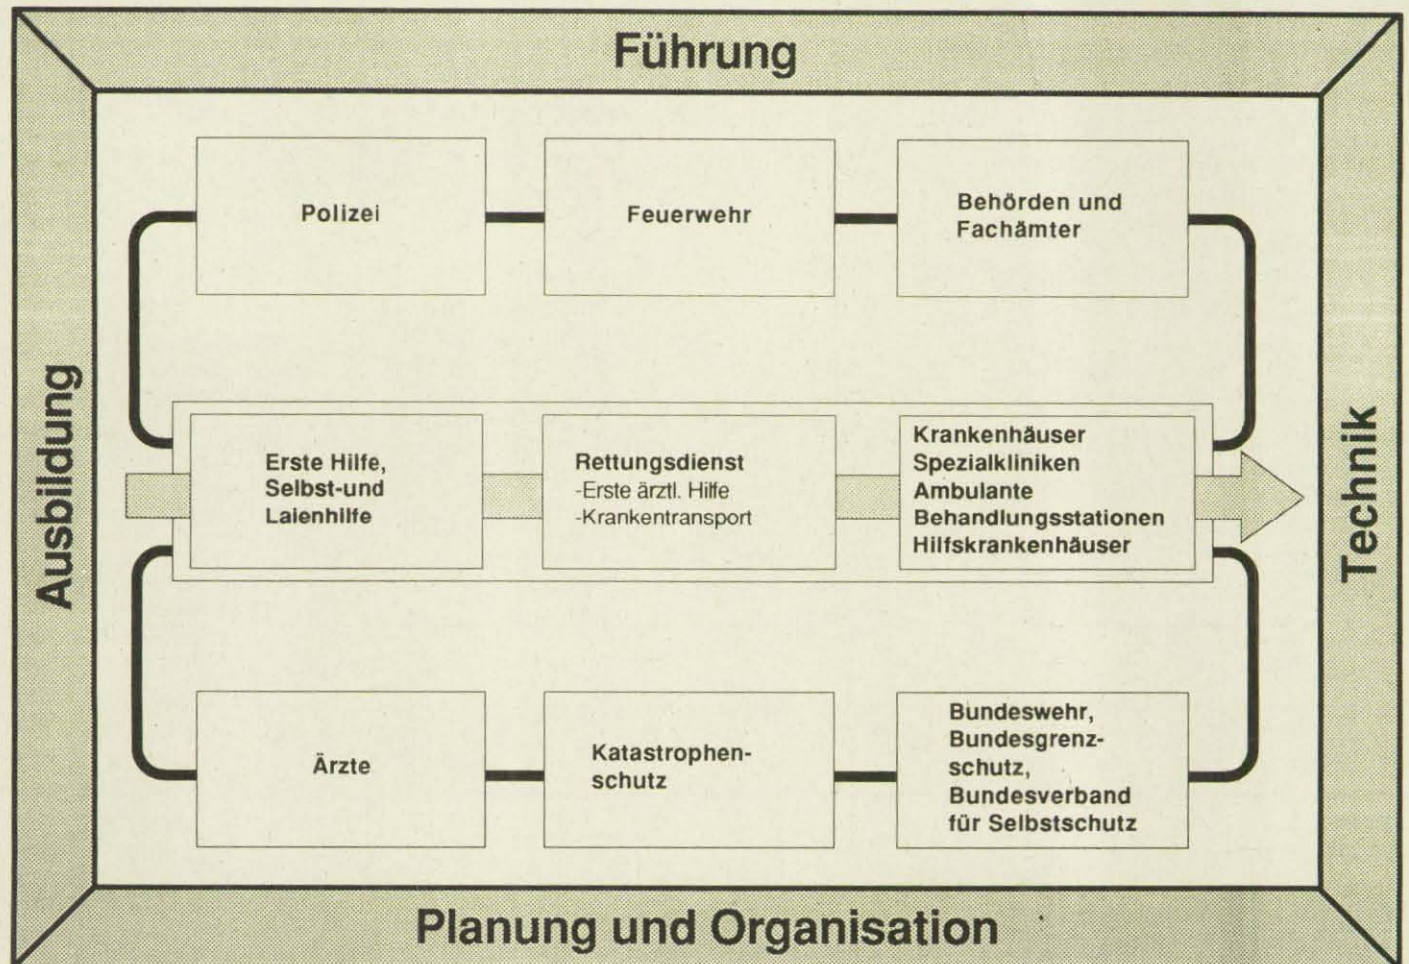 Führung
Polizei
Feuerwehr
Behörden und
Fachämter
Ausbildung
Erste Hilfe,
Selbst-und
Laienhilfe
Rettungsdienst
-Erste ärztl. Hilfe
-Krankentransport
Krankenhäuser
Spezialkliniken
Ambulante
Behandlungsstationen
Hilfskrankenhäuser
Technik
Ärzte
Katastrophen-
schutz
Bundeswehr,
Bundesgrenz-
schutz,
Bundesverband
für Selbstschutz
Planung und Organisation